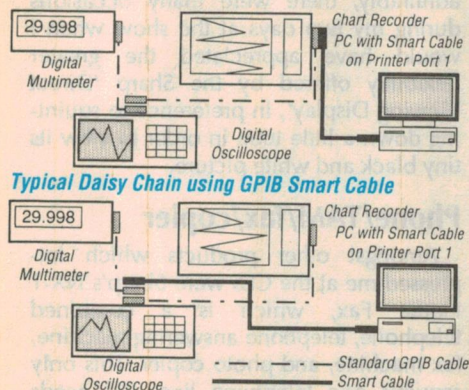 29.998
Digital
Multimeter
Chart Recorder
PC with Smart Cable
on Printer Port 1
Digital
Oscilloscope
Typical Daisy Chain using GPIB Smart Cable
29.998
Digital
Multimeter
Chart Recorder
PC with Smart Cable
on Printer Port 1
Digital
Oscilloscope
Standard GPIB Cable
Smart Cable